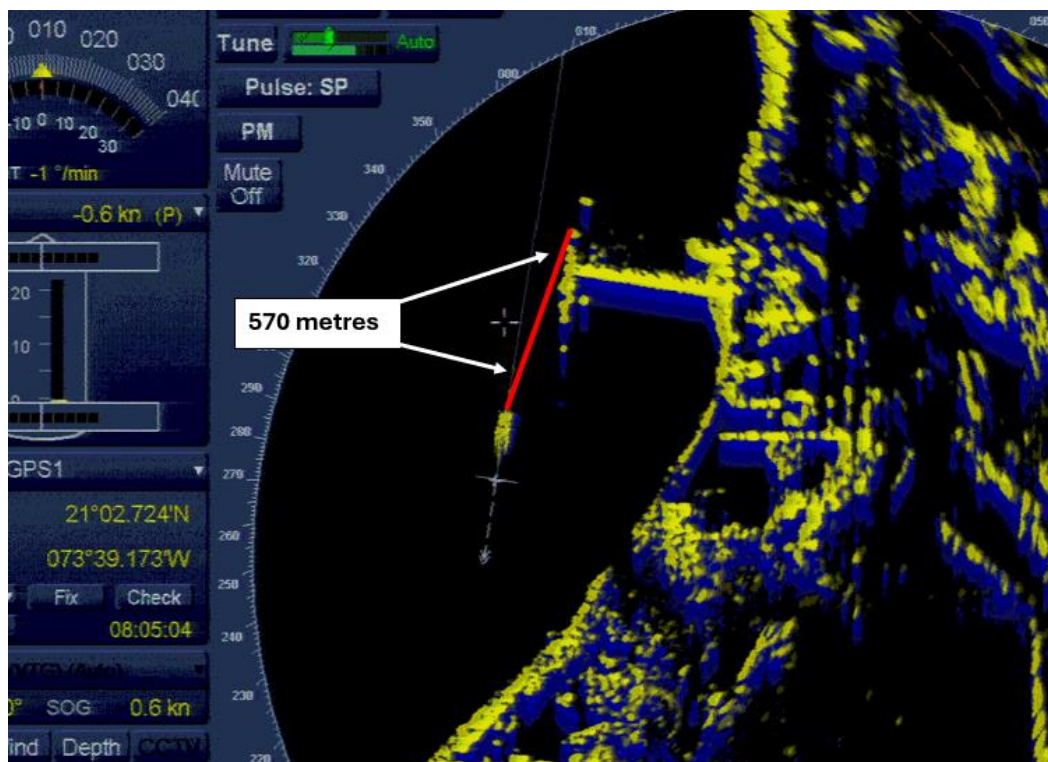 010
020
030
040
-10 0 10 20 30
-1 °/min
-0.6 kn (P)
20
10
GPS1
21°02.724'N
073°39.173'W
Fix Check
08:05:04
SOG 0.6 kn
Depth
Tune Auto
Pulse: SP
PM
Mute
Off
570 metres
010
000
350
340
330
320
290
280
270
260
250
240
230
220
050